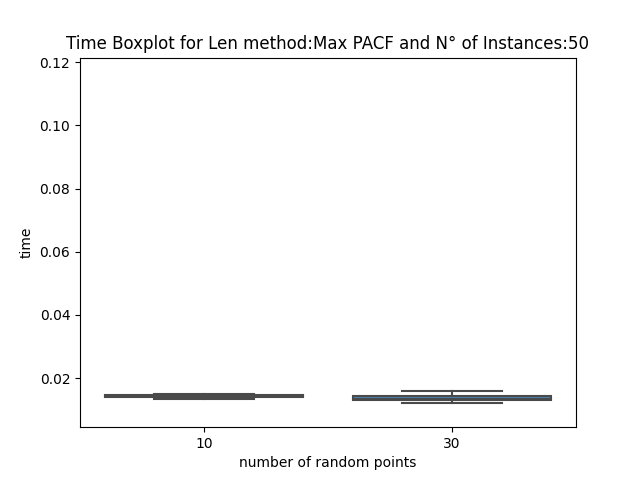 Time Boxplot for Len method:Max PACF and N° of Instances:50
0.12
0.10
0.08
0.06
0.04
0.02
time
10 30
number of random points